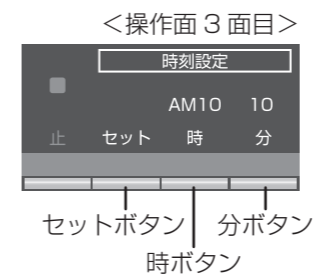 ＜操作面3面目＞
時刻設定
AM10 10
止 セット 時 分
セットボタン 分ボタン
時ボタン